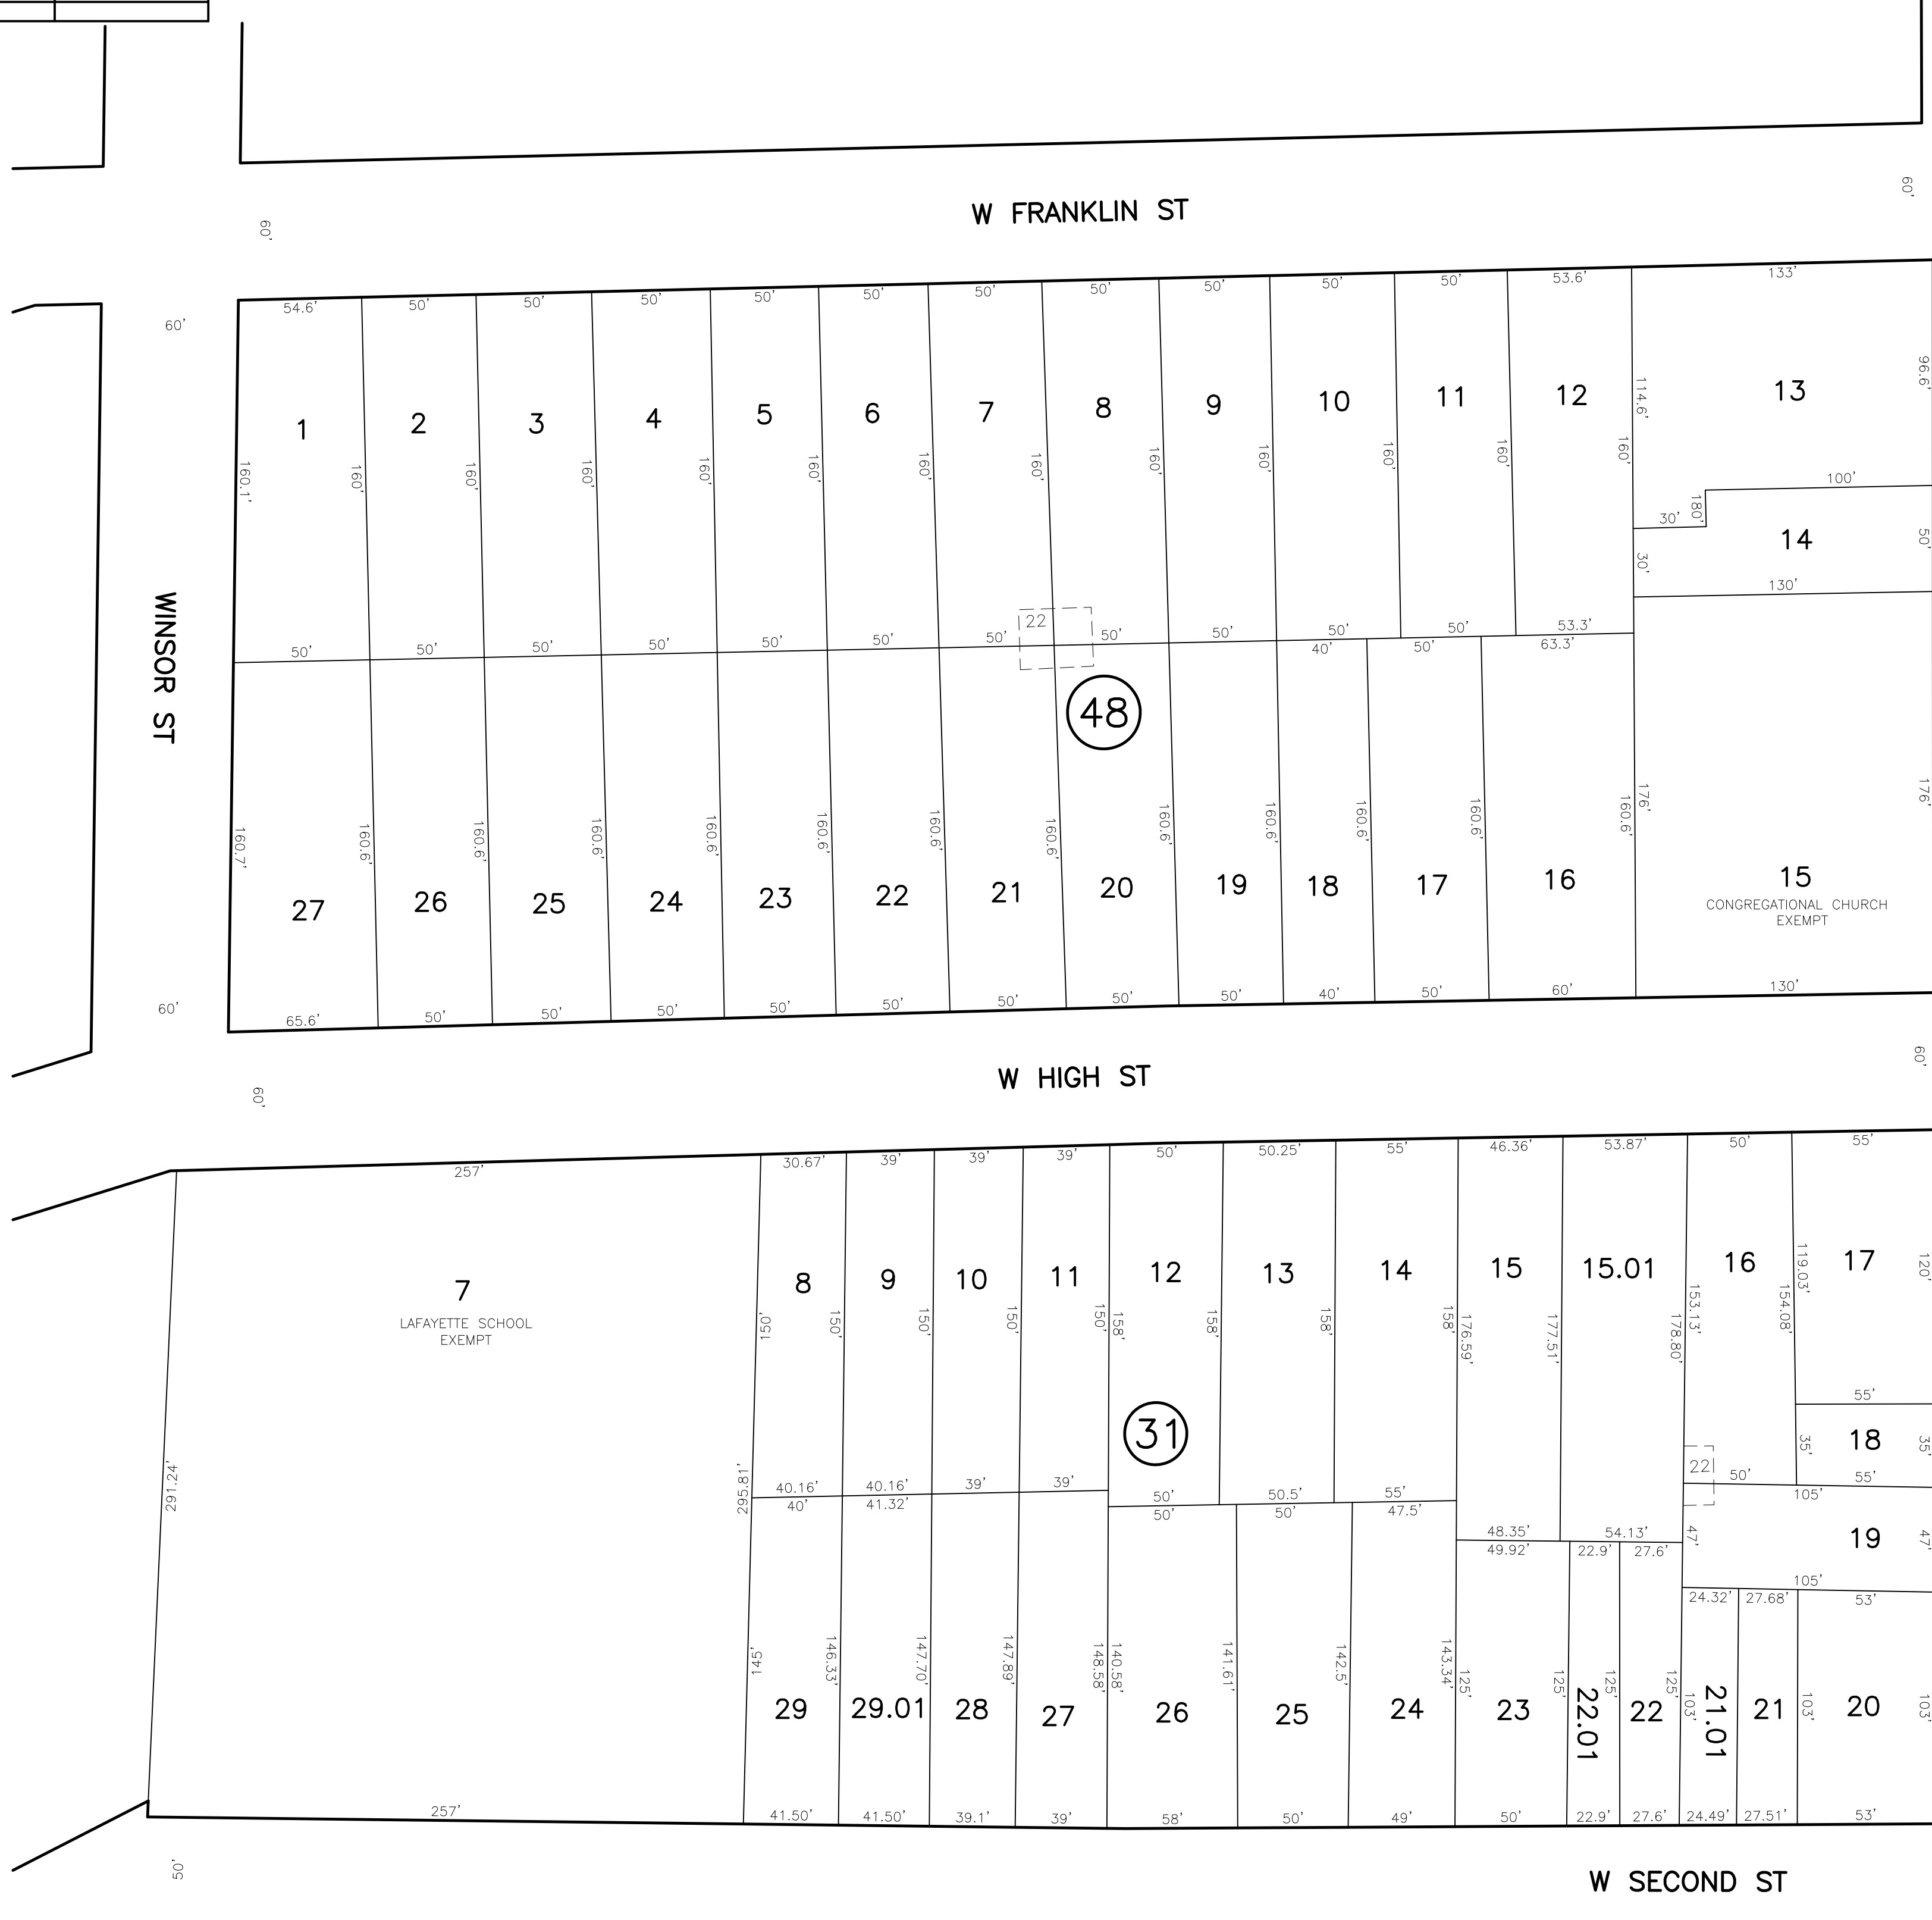 W FRANKLIN ST
60'
60'
60'
54.6' 50' 50' 50' 50' 50' 50' 50' 50' 50' 50' 53.6' 133'
1 2 3 4 5 6 7 8 9 10 11 12 13
160.1' 160' 160' 160' 160' 160' 160' 160' 160' 160' 160' 160' 160' 114.6' 96.6'
100'
180'
30'
14
30' 50'
130'
22
50' 50' 50' 50' 50' 50' 50' 50' 50' 50' 50' 53.3'
40' 50' 63.3'
WINSOR ST
48
160.7' 160.6' 160.6' 160.6' 160.6' 160.6' 160.6' 160.6' 160.6' 160.6' 160.6' 160.6' 160.6' 176' 176'
27 26 25 24 23 22 21 20 19 18 17 16 15
CONGREGATIONAL CHURCH
EXEMPT
65.6' 50' 50' 50' 50' 50' 50' 50' 50' 40' 50' 60' 130'
60'
60'
60'
W HIGH ST
257' 30.67' 39' 39' 39' 50' 50.25' 55' 46.36' 53.87' 50' 55'
7 8 9 10 11 12 13 14 15 15.01 16 17
LAFAYETTE SCHOOL
EXEMPT
150' 150' 150' 150' 150' 158' 158' 158' 158' 176.59' 177.51' 178.80' 153.13' 154.08' 119.03' 120'
31
55'
18
35' 35'
22
50' 55'
291.24' 295.81'
40.16' 40.16' 39' 39' 50' 50.5' 55'
40' 41.32' 50' 50' 47.5'
105'
48.35' 54.13'
49.92' 22.9' 27.6'
47' 19 47'
105'
24.32' 27.68' 53'
145' 146.33' 147.70' 147.89' 148.58' 140.58' 141.61' 142.5' 143.34' 125' 125' 125' 125' 103' 103' 103'
29 29.01 28 27 26 25 24 23 22.01 22 21.01 21 20
257' 41.50' 41.50' 39.1' 39' 58' 50' 49' 50' 22.9' 27.6' 24.49' 27.51' 53'
50'
W SECOND ST